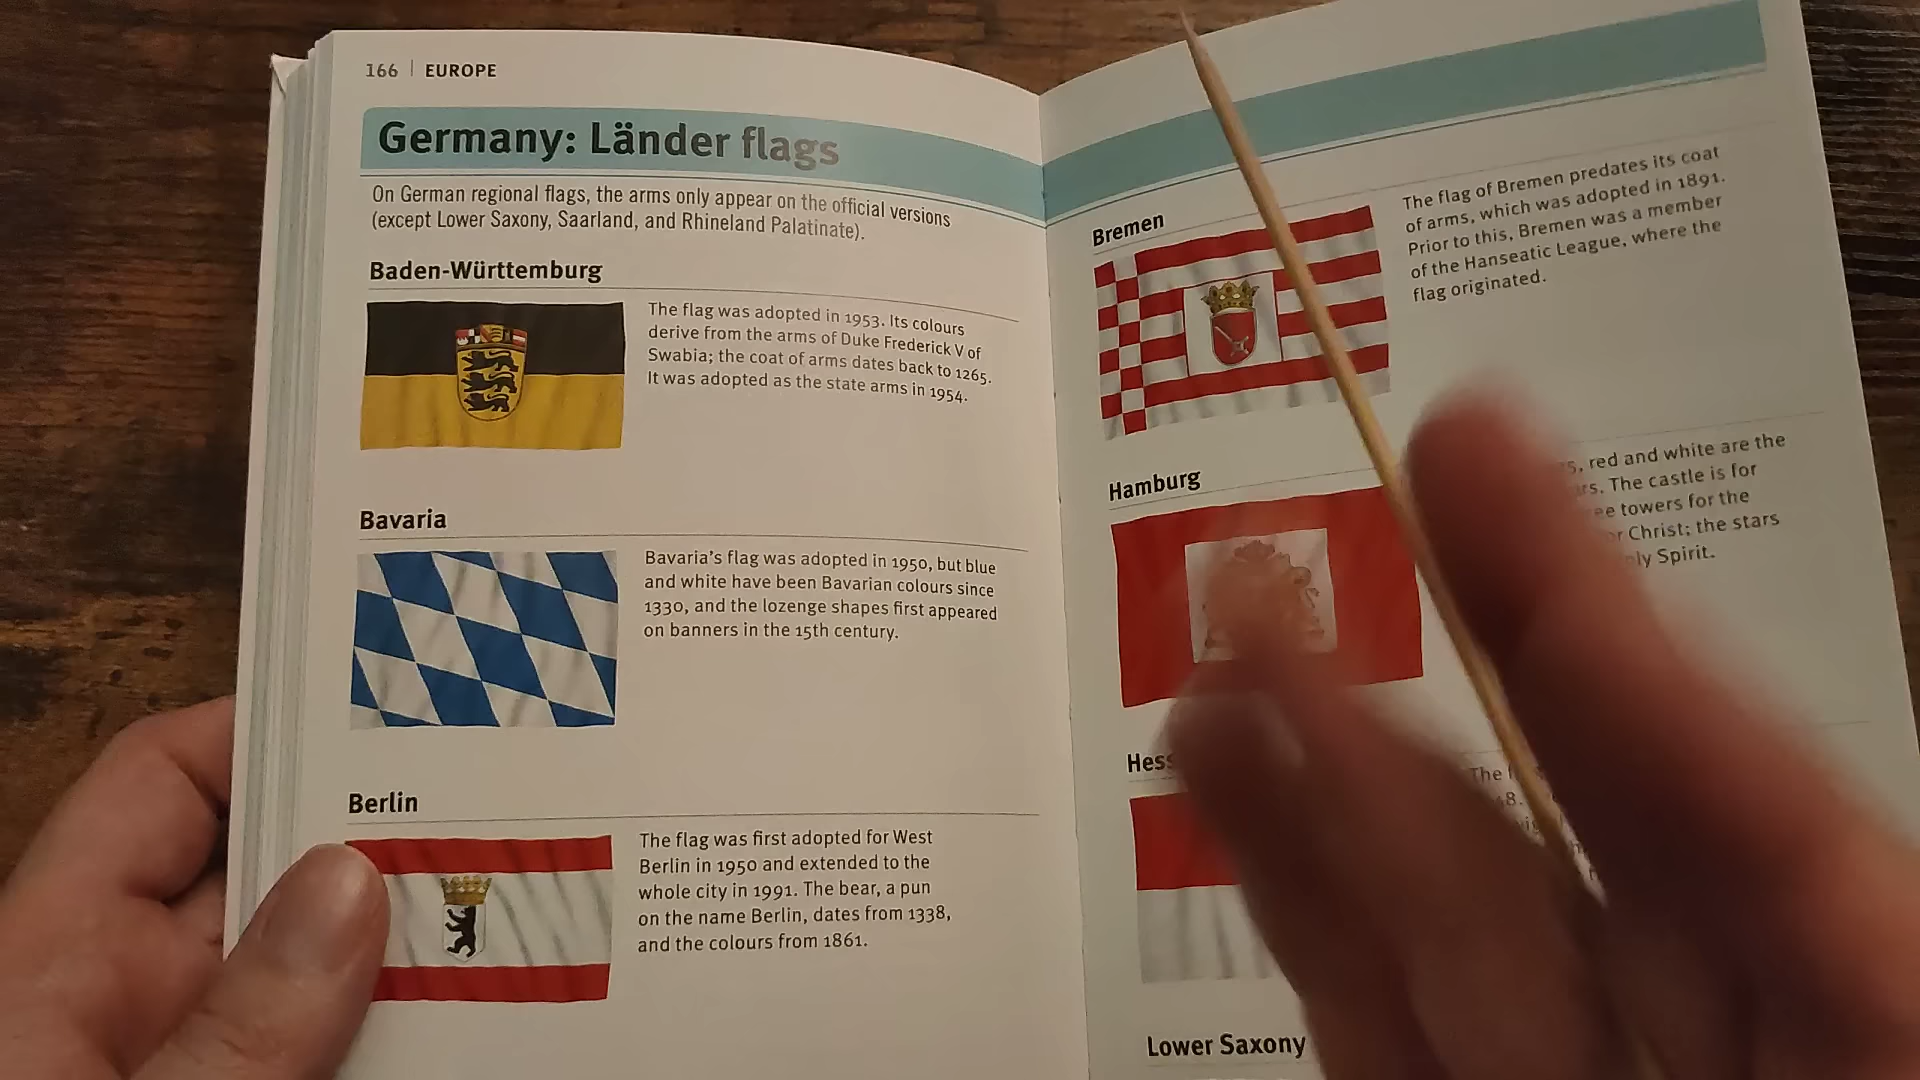 166 | EUROPE
Germany: Länder flags
On German regional flags, the arms only appear on the official versions
(except Lower Saxony, Saarland, and Rhineland Palatinate).
Baden-Württemburg
The flag was adopted in 1953. Its colours
derive from the arms of Duke Frederick V of
Swabia; the coat of arms dates back to 1265.
It was adopted as the state arms in 1954.
Bavaria
Bavaria's flag was adopted in 1950, but blue
and white have been Bavarian colours since
1330, and the lozenge shapes first appeared
on banners in the 15th century.
Berlin
The flag was first adopted for West
Berlin in 1950 and extended to the
whole city in 1991. The bear, a pun
on the name Berlin, dates from 1338,
and the colours from 1861.
Bremen
The flag of Bremen predates its coat
of arms, which was adopted in 1891.
Prior to this, Bremen was a member
of the Hanseatic League, where the
flag originated.
Hamburg
red and white are the
The castle is for
towers for the
Christ; the stars
Spirit.
The
Lower Saxony